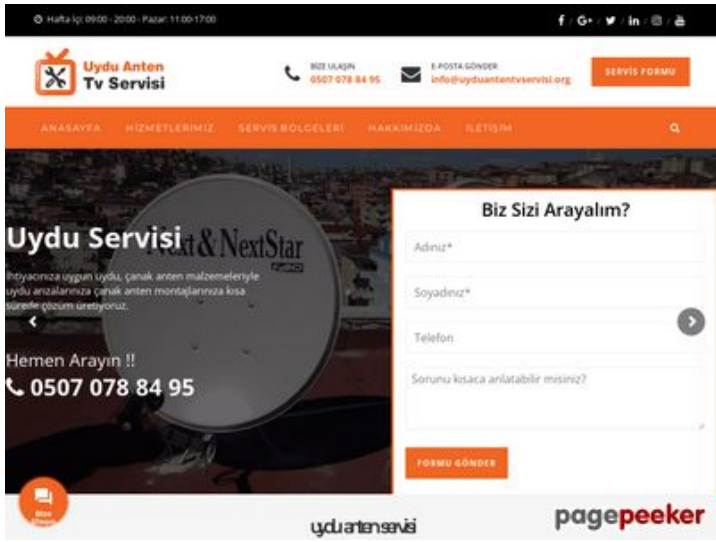 Hafta İçi: 09:00 - 20:00 - Pazar: 11:00-17:00
Uydu Anten
Tv Servisi
BİZE ULAŞIN
0507 078 84 95
E-POSTA GÖNDER
info@uyduantentvservisi.org
SERVİS FORMU
ANASAYFA HİZMETLERİMİZ SERVİS BÖLGELERİ HAKKIMIZDA İLETİŞİM
Biz Sizi Arayalım?
Adınız*
Soyadınız*
Telefon
Sorunu kısaca anlatabilir misiniz?
FORMU GÖNDER
Uydu Servisi
Next & NextStar
İhtiyacınıza uygun uydu, çanak anten malzemeleriyle
uydu arızalarınıza çanak anten montajlarınıza kısa
sürede çözüm üretiyoruz.
Hemen Arayın !!
0507 078 84 95
Bize
Ulaşın
uydu anten servisi
pagepeeker